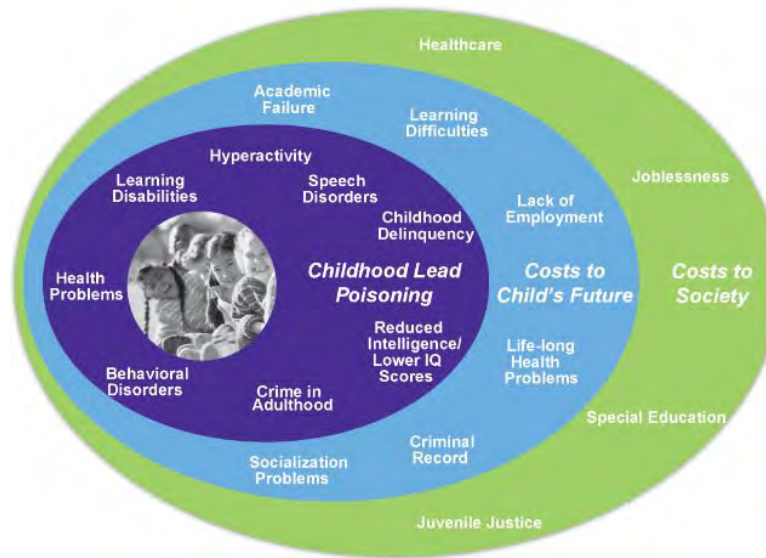 Healthcare
Academic
Failure
Learning
Difficulties
Hyperactivity
Learning
Disabilities
Speech
Disorders
Joblessness
Lack of
Employment
Childhood
Delinquency
Health
Problems
Childhood Lead
Poisoning
Costs to
Child's Future
Costs to
Society
Reduced
Intelligence/
Lower IQ
Scores
Life-long
Health
Problems
Behavioral
Disorders
Crime in
Adulthood
Special Education
Criminal
Record
Socialization
Problems
Juvenile Justice